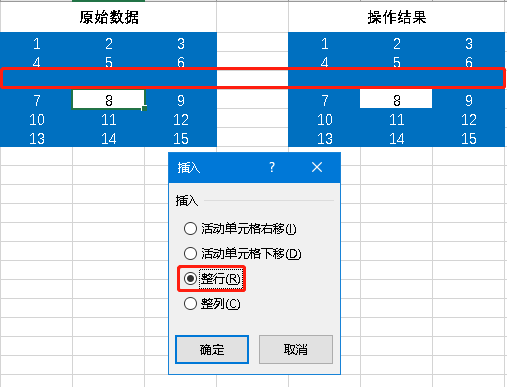 原始数据 操作结果
1 2 3 1 2 3
4 5 6 4 5 6
7 8 9 7 8 9
10 11 12 10 11 12
13 14 15 13 14 15
插入 ? ×
插入
活动单元格右移(I)
活动单元格下移(D)
整行(R)
整列(C)
确定 取消